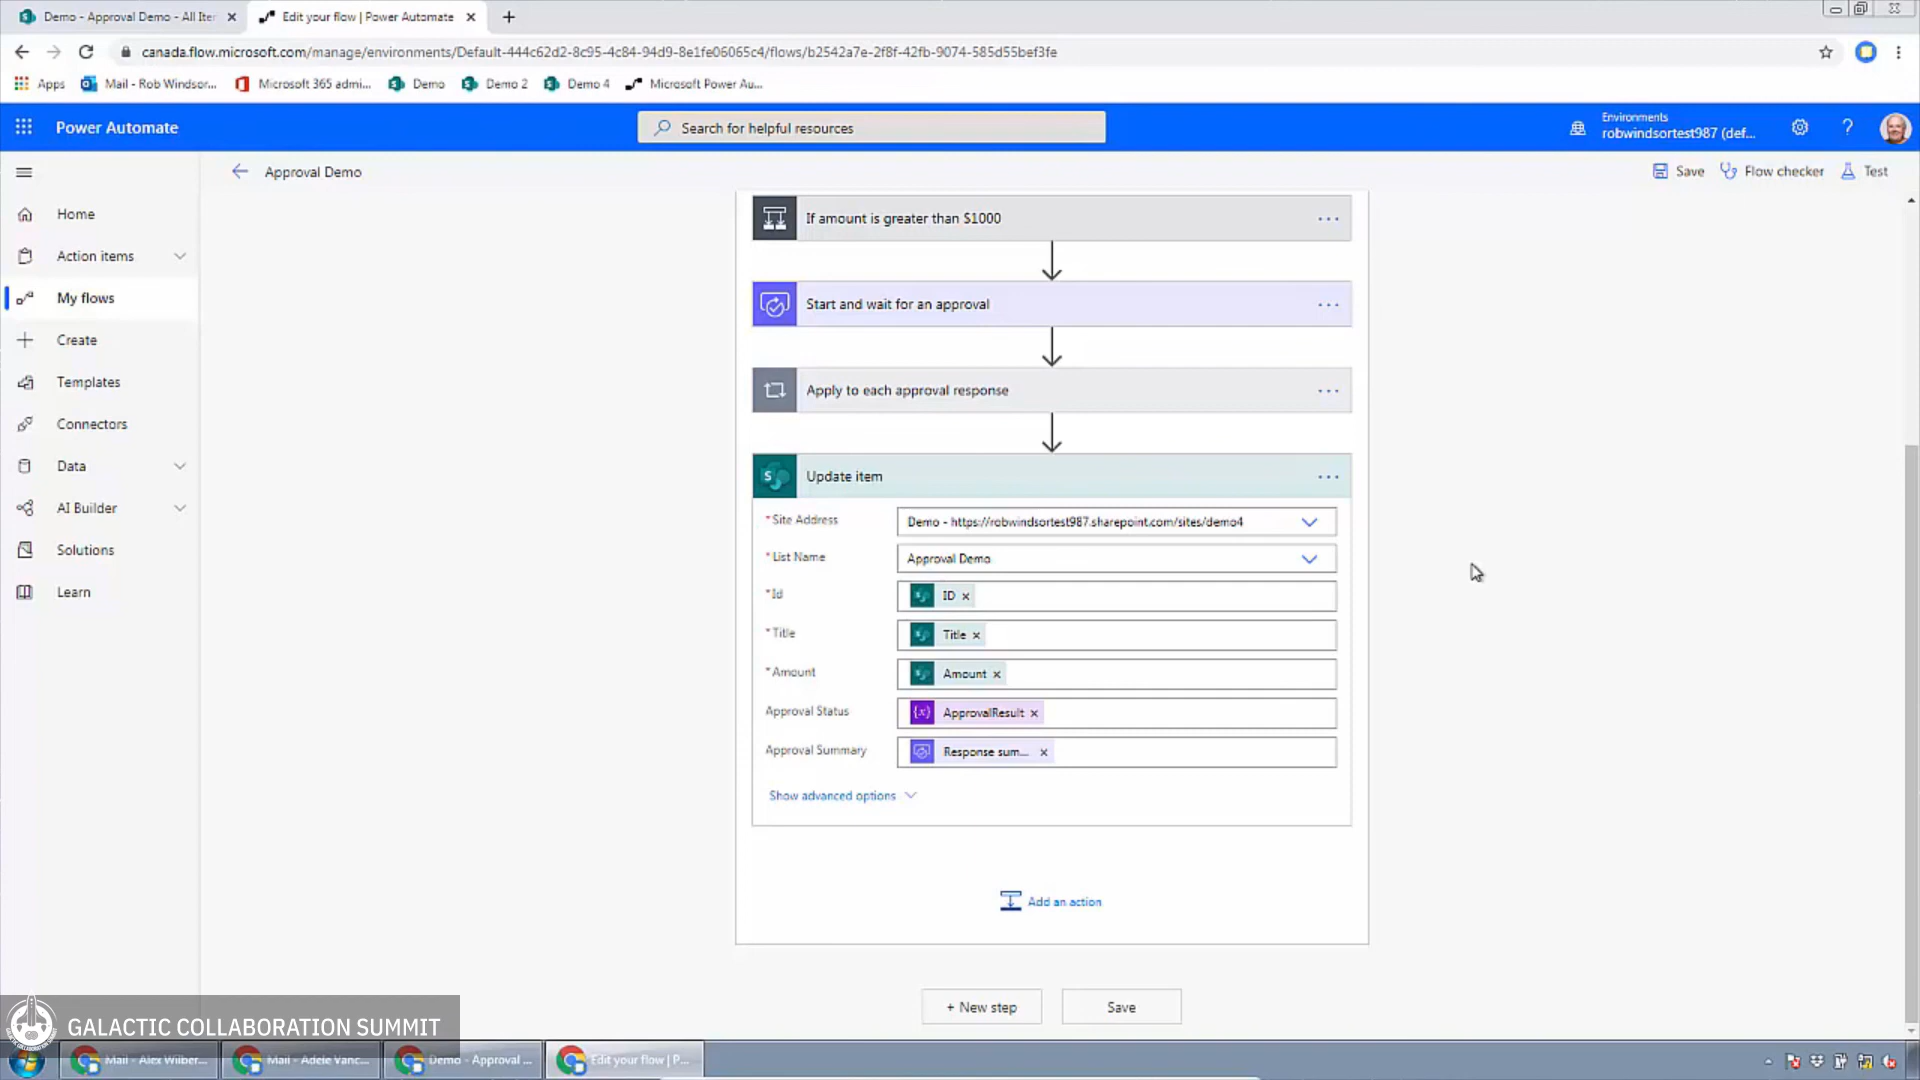 Demo - Approval Demo - All Iter
Edit your flow | Power Automate
canada.flow.microsoft.com/manage/environments/Default-444c62d2-8c95-4c84-94d9-8e1fe06065c4/flows/b2542a7e-2f8f-42fb-9074-585d55bef3fe
Apps
Mail - Rob Windsor...
Microsoft 365 admi...
Demo
Demo 2
Demo 4
Microsoft Power Au...
Power Automate
Search for helpful resources
Environments
robwindsortest987 (def...
?
Approval Demo
Save
Flow checker
Test
Home
Action items
My flows
Create
Templates
Connectors
Data
AI Builder
Solutions
Learn
If amount is greater than $1000
Start and wait for an approval
Apply to each approval response
Update item
* Site Address
Demo - https://robwindsortest987.sharepoint.com/sites/demo4
* List Name
Approval Demo
* Id
ID
* Title
Title
* Amount
Amount
Approval Status
{x} ApprovalResult
Approval Summary
Response sum...
Show advanced options
Add an action
+ New step
Save
GALACTIC COLLABORATION SUMMIT
Mail - Alex Wilber...
Mail - Adele Vanc...
Demo - Approval ...
Edit your flow | P...